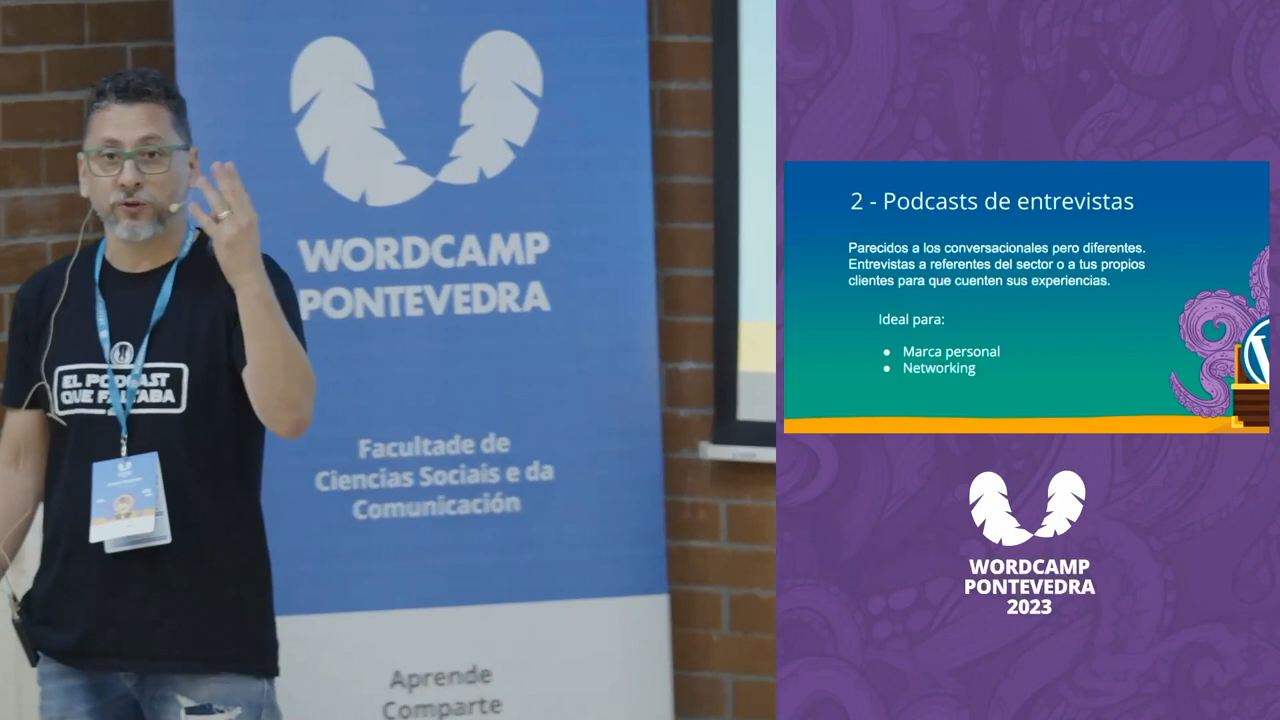 EL PODCAST
QUE FALTABA
WORDCAMP
PONTEVEDRA
Facultade de
Ciencias Sociais e da
Comunicación
Aprende
Comparte
2 - Podcasts de entrevistas
Parecidos a los conversacionales pero diferentes.
Entrevistas a referentes del sector o a tus propios
clientes para que cuenten sus experiencias.
Ideal para:
● Marca personal
● Networking
WORDCAMP
PONTEVEDRA
2023